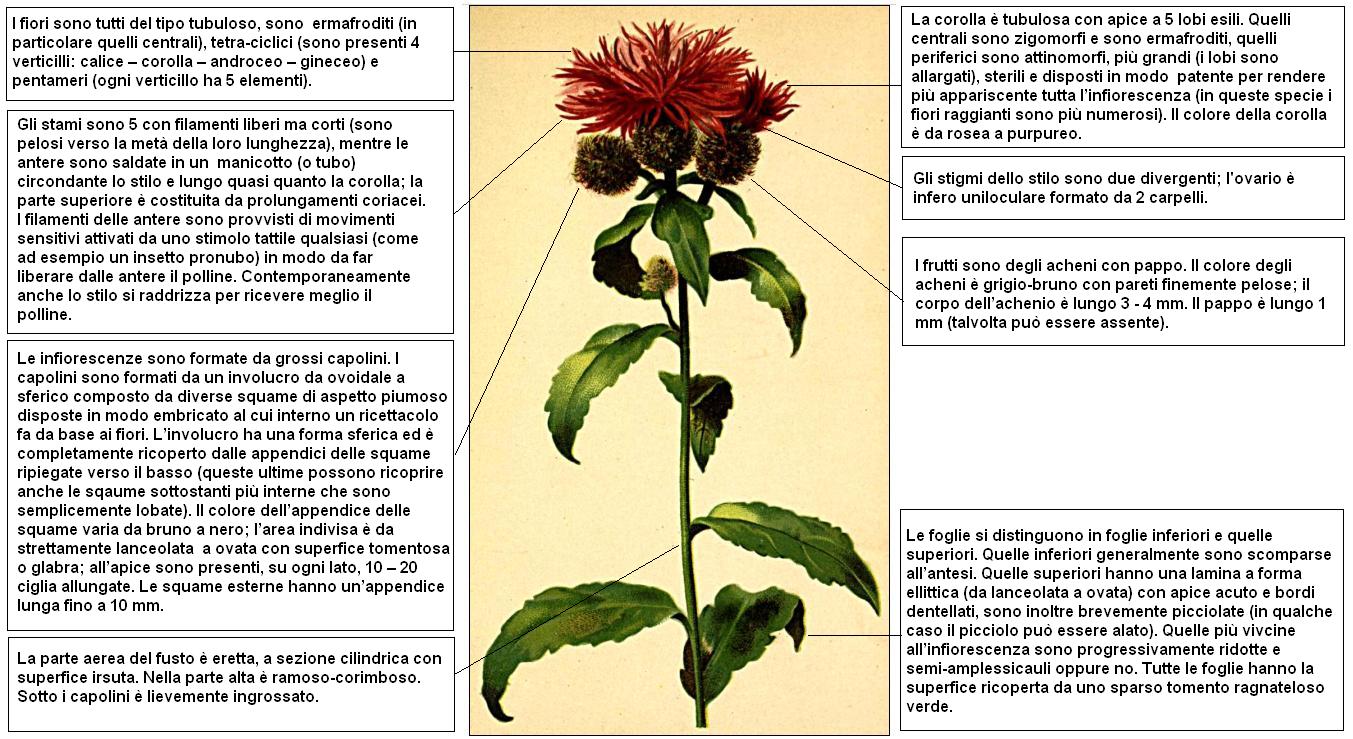 I fiori sono tutti del tipo tubuloso, sono ermafroditi (in
particolare quelli centrali), tetra-ciclici (sono presenti 4
verticilli: calice – corolla – androceo – gineceo) e
pentameri (ogni verticillo ha 5 elementi).
Gli stami sono 5 con filamenti liberi ma corti (sono
pelosi verso la metà della loro lunghezza), mentre le
antere sono saldate in un manicotto (o tubo)
circondante lo stilo e lungo quasi quanto la corolla; la
parte superiore è costituita da prolungamenti coriacei.
I filamenti delle antere sono provvisti di movimenti
sensitivi attivati da uno stimolo tattile qualsiasi (come
ad esempio un insetto pronubo) in modo da far
liberare dalle antere il polline. Contemporaneamente
anche lo stilo si raddrizza per ricevere meglio il
polline.
Le infiorescenze sono formate da grossi capolini. I
capolini sono formati da un involucro da ovoidale a
sferico composto da diverse squame di aspetto piumoso
disposte in modo embricato al cui interno un ricettacolo
fa da base ai fiori. L'involucro ha una forma sferica ed è
completamente ricoperto dalle appendici delle squame
ripiegate verso il basso (queste ultime possono ricoprire
anche le sqaume sottostanti più interne che sono
semplicemente lobate). Il colore dell'appendice delle
squame varia da bruno a nero; l'area indivisa è da
strettamente lanceolata a ovata con superfice tomentosa
o glabra; all'apice sono presenti, su ogni lato, 10 – 20
ciglia allungate. Le squame esterne hanno un'appendice
lunga fino a 10 mm.
La parte aerea del fusto è eretta, a sezione cilindrica con
superfice irsuta. Nella parte alta è ramoso-corimboso.
Sotto i capolini è lievemente ingrossato.
La corolla è tubulosa con apice a 5 lobi esili. Quelli
centrali sono zigomorfi e sono ermafroditi, quelli
periferici sono attinomorfi, più grandi (i lobi sono
allargati), sterili e disposti in modo patente per rendere
più appariscente tutta l'infiorescenza (in queste specie i
fiori raggianti sono più numerosi). Il colore della corolla
è da rosea a purpureo.
Gli stigmi dello stilo sono due divergenti; l'ovario è
infero uniloculare formato da 2 carpelli.
I frutti sono degli acheni con pappo. Il colore degli
acheni è grigio-bruno con pareti finemente pelose; il
corpo dell'achenio è lungo 3 - 4 mm. Il pappo è lungo 1
mm (talvolta può essere assente).
Le foglie si distinguono in foglie inferiori e quelle
superiori. Quelle inferiori generalmente sono scomparse
all'antesi. Quelle superiori hanno una lamina a forma
ellittica (da lanceolata a ovata) con apice acuto e bordi
dentellati, sono inoltre brevemente picciolate (in qualche
caso il picciolo può essere alato). Quelle più vivcine
all'infiorescenza sono progressivamente ridotte e
semi-amplessicauli oppure no. Tutte le foglie hanno la
superfice ricoperta da uno sparso tomento ragnateloso
verde.